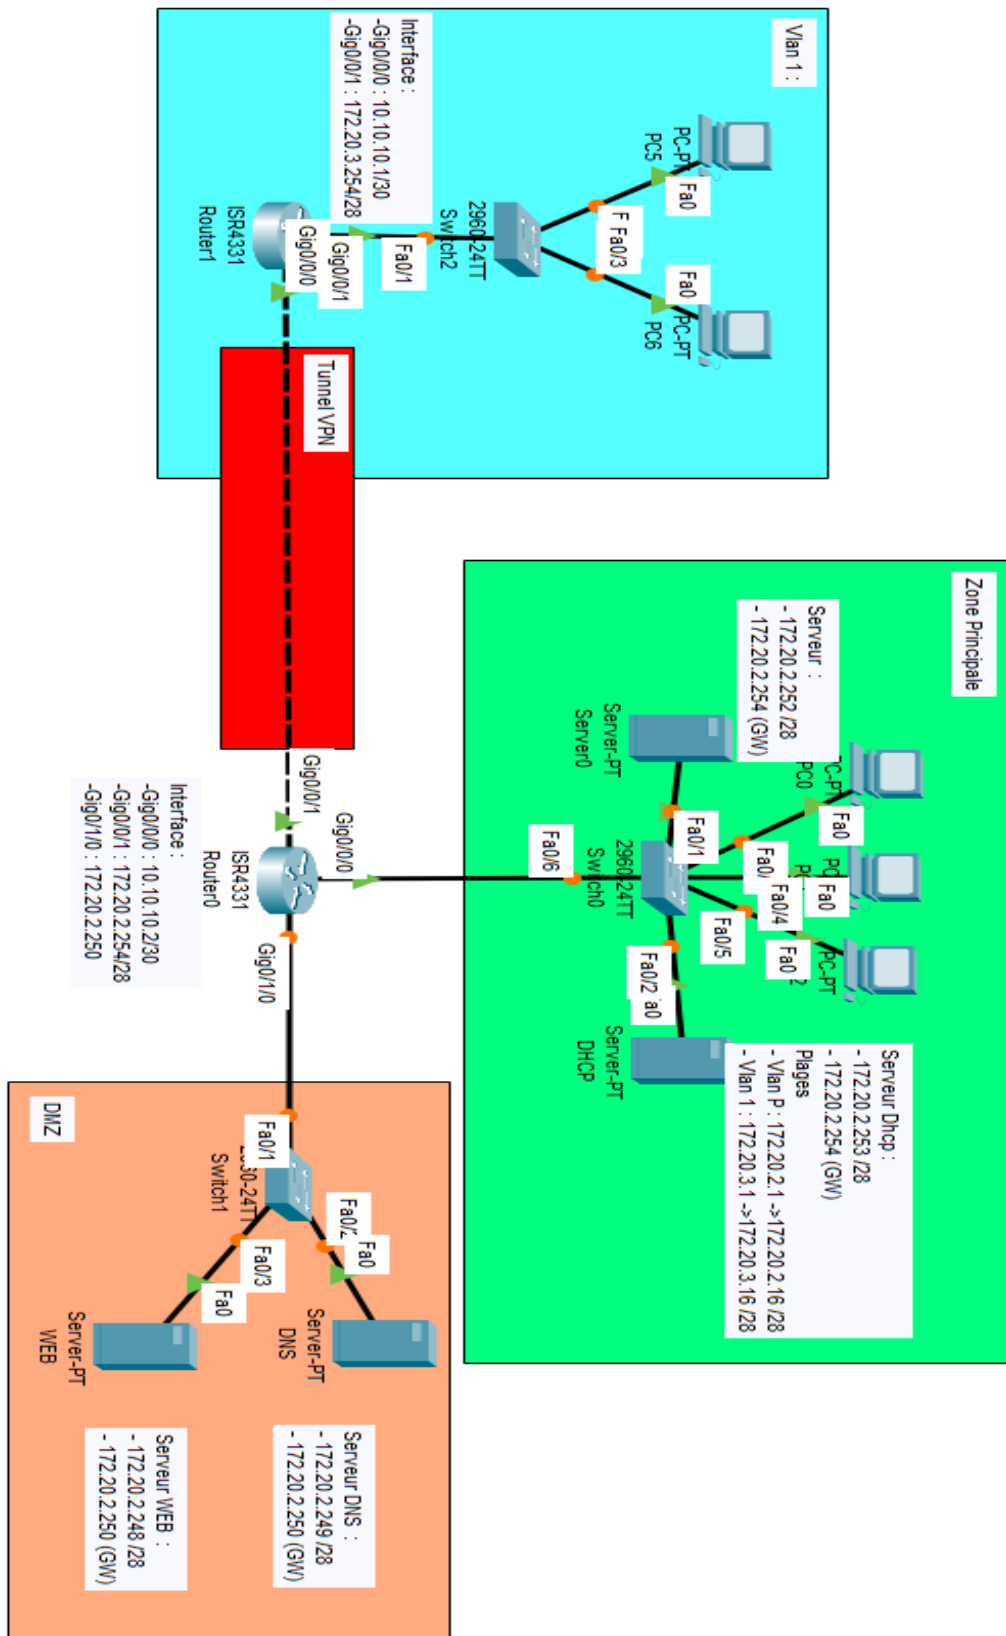 Vlan 1 :
PC-PT
PC5
Fa0
PC-PT
PC6
Fa0
F
Fa0/3
2960-24TT
Switch2
Fa0/1
Interface :
-Gig0/0/0 : 10.10.10.1/30
-Gig0/0/1 : 172.20.3.254/28
Gig0/0/1
Gig0/0/0
ISR4331
Router1
Tunnel VPN
Zone Principale
Serveur :
- 172.20.2.252 /28
- 172.20.2.254 (GW)
Server-PT
Server0
PC-PT
PC0
Fa0
Fa0
PC-PT
Fa0
Fa0/1
Fa0/
Fa0/4
Fa0/5
2960-24TT
Switch0
Fa0/6
Fa0/2
Server-PT
DHCP
Serveur Dhcp :
- 172.20.2.253 /28
- 172.20.2.254 (GW)
Plages
- Vlan P : 172.20.2.1 ->172.20.2.16 /28
- Vlan 1 : 172.20.3.1 ->172.20.3.16 /28
Gig0/0/1
Gig0/0/0
Gig0/1/0
ISR4331
Router0
Interface :
-Gig0/0/0 : 10.10.10.2/30
-Gig0/0/1 : 172.20.2.254/28
-Gig0/1/0 : 172.20.2.250
DMZ
Fa0/1
Switch1
Fa0/2
Fa0
Fa0/3
Fa0
Server-PT
DNS
Server-PT
WEB
Serveur DNS :
- 172.20.2.249 /28
- 172.20.2.250 (GW)
Serveur WEB :
- 172.20.2.248 /28
- 172.20.2.250 (GW)